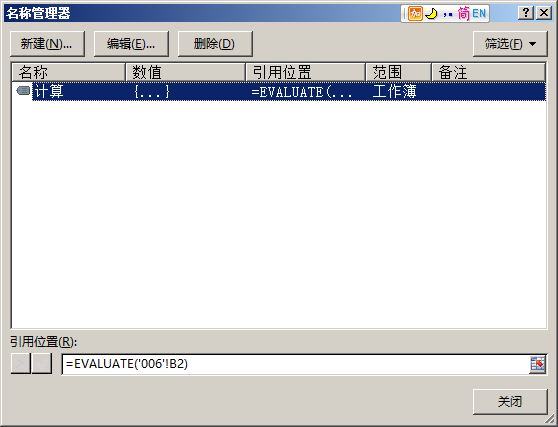 名称管理器
加 简 EN
新建(N)... 编辑(E)... 删除(D) 筛选(F)
名称 数值 引用位置 范围 备注
计算 {...} =EVALUATE(... 工作簿
引用位置(R):
=EVALUATE('006'!B2)
关闭